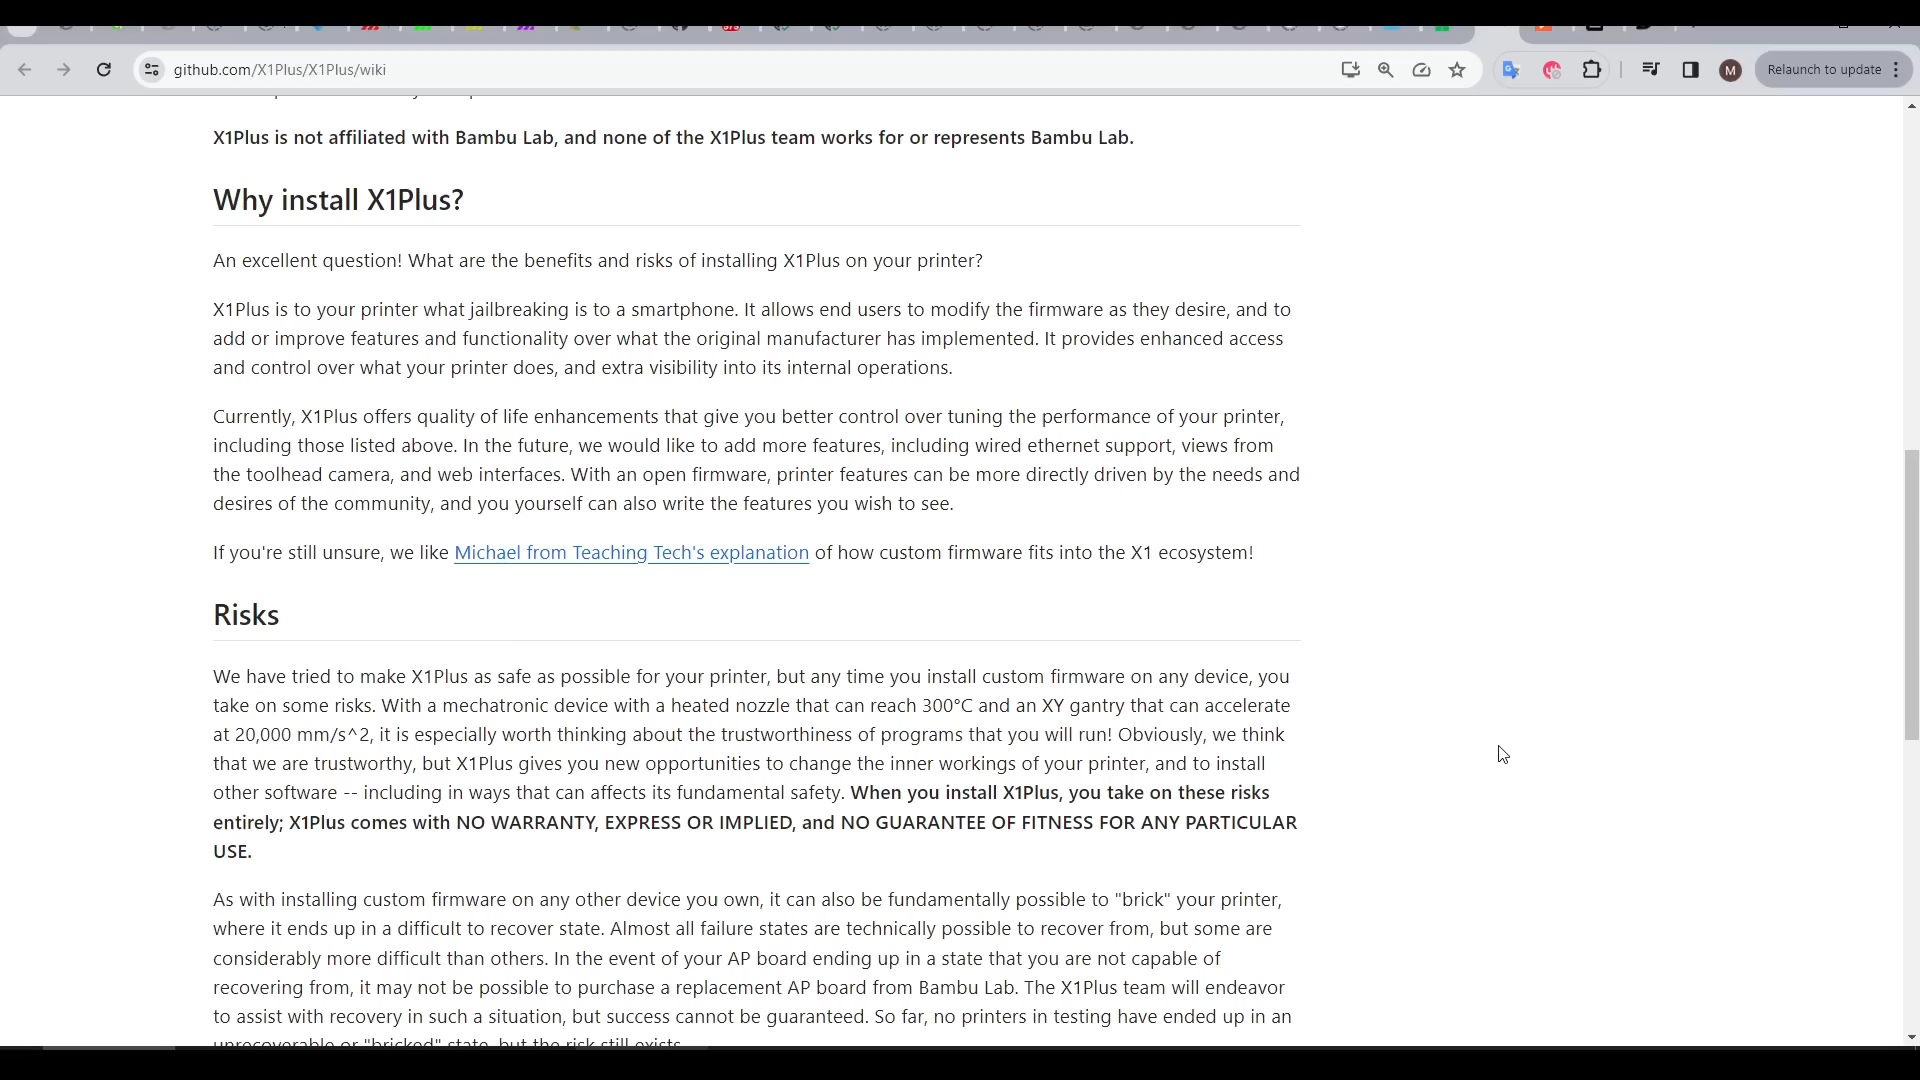 github.com/X1Plus/X1Plus/wiki
M
Relaunch to update
X1Plus is not affiliated with Bambu Lab, and none of the X1Plus team works for or represents Bambu Lab.
Why install X1Plus?
An excellent question! What are the benefits and risks of installing X1Plus on your printer?
X1Plus is to your printer what jailbreaking is to a smartphone. It allows end users to modify the firmware as they desire, and to
add or improve features and functionality over what the original manufacturer has implemented. It provides enhanced access
and control over what your printer does, and extra visibility into its internal operations.
Currently, X1Plus offers quality of life enhancements that give you better control over tuning the performance of your printer,
including those listed above. In the future, we would like to add more features, including wired ethernet support, views from
the toolhead camera, and web interfaces. With an open firmware, printer features can be more directly driven by the needs and
desires of the community, and you yourself can also write the features you wish to see.
If you're still unsure, we like Michael from Teaching Tech's explanation of how custom firmware fits into the X1 ecosystem!
Risks
We have tried to make X1Plus as safe as possible for your printer, but any time you install custom firmware on any device, you
take on some risks. With a mechatronic device with a heated nozzle that can reach 300°C and an XY gantry that can accelerate
at 20,000 mm/s^2, it is especially worth thinking about the trustworthiness of programs that you will run! Obviously, we think
that we are trustworthy, but X1Plus gives you new opportunities to change the inner workings of your printer, and to install
other software -- including in ways that can affects its fundamental safety. When you install X1Plus, you take on these risks
entirely; X1Plus comes with NO WARRANTY, EXPRESS OR IMPLIED, and NO GUARANTEE OF FITNESS FOR ANY PARTICULAR
USE.
As with installing custom firmware on any other device you own, it can also be fundamentally possible to "brick" your printer,
where it ends up in a difficult to recover state. Almost all failure states are technically possible to recover from, but some are
considerably more difficult than others. In the event of your AP board ending up in a state that you are not capable of
recovering from, it may not be possible to purchase a replacement AP board from Bambu Lab. The X1Plus team will endeavor
to assist with recovery in such a situation, but success cannot be guaranteed. So far, no printers in testing have ended up in an
unrecoverable or "bricked" state, but the risk still exists.